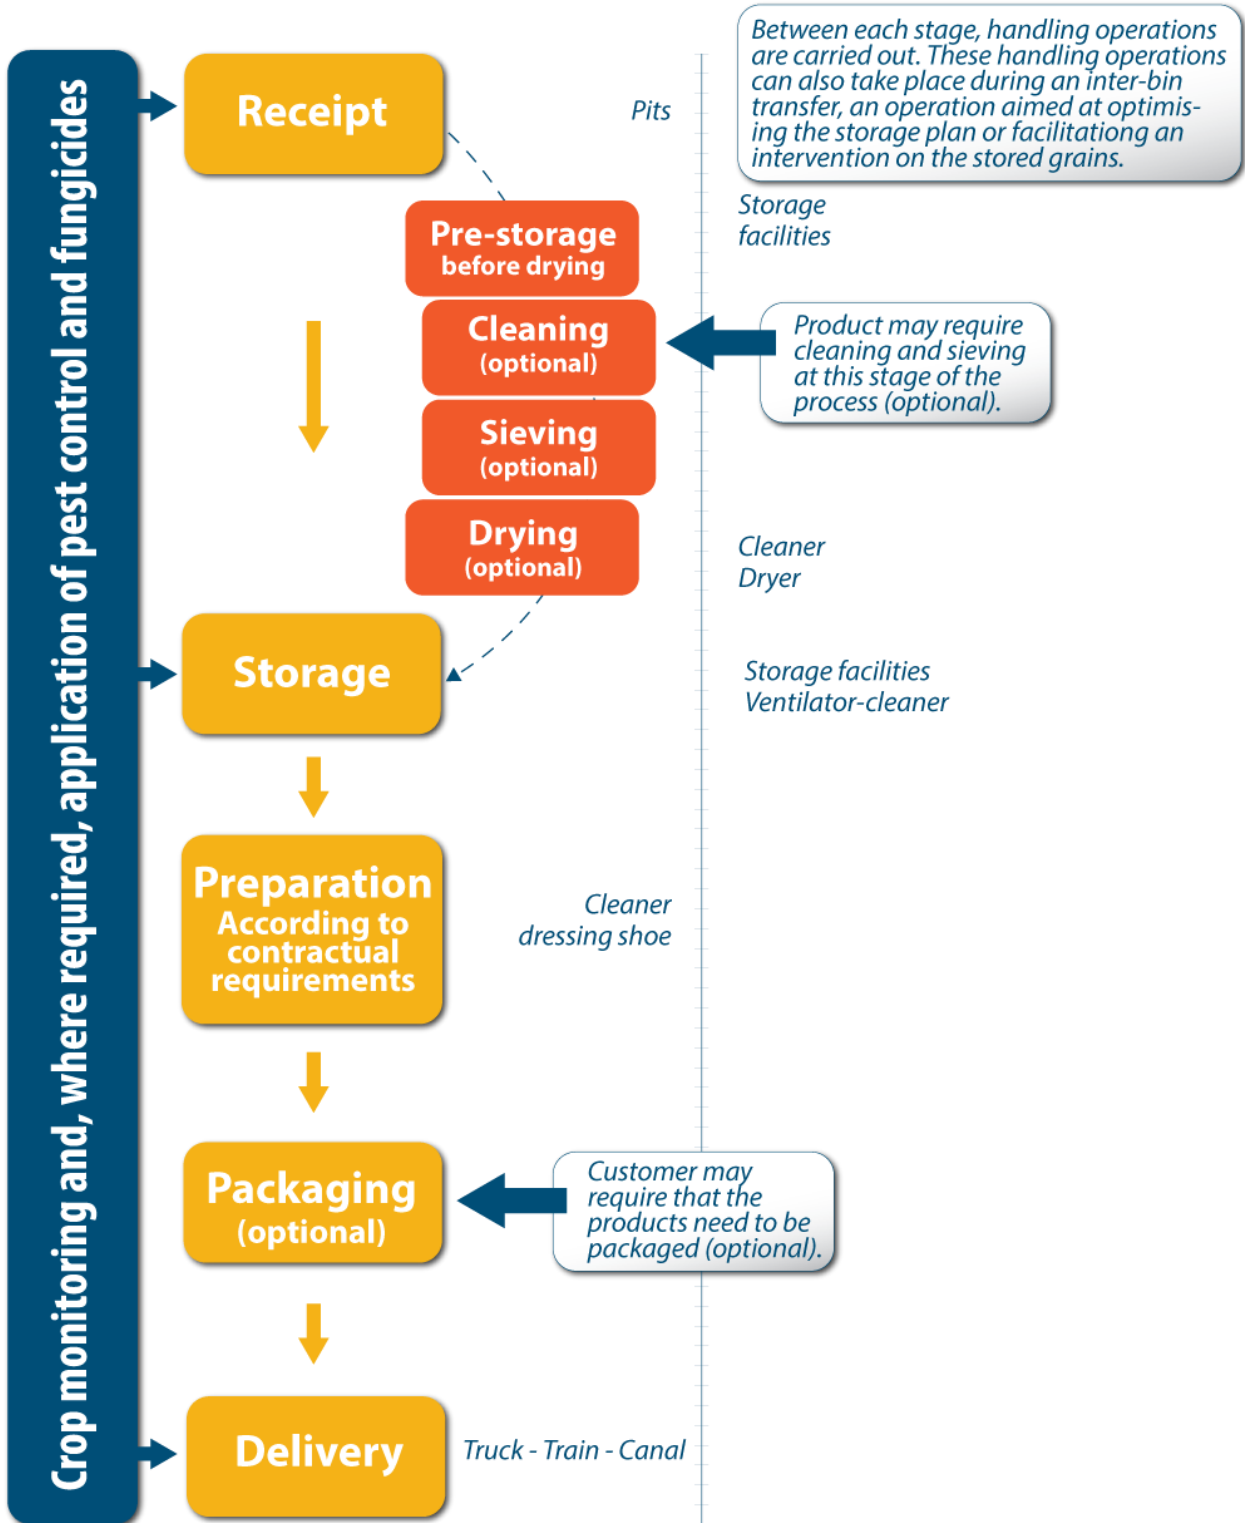 Crop monitoring and, where required, application of pest control and fungicides
Receipt
Pits
Between each stage, handling operations
are carried out. These handling operations
can also take place during an inter-bin
transfer, an operation aimed at optimis-
ing the storage plan or facilitationg an
intervention on the stored grains.
Pre-storage
before drying
Storage
facilities
Cleaning
(optional)
Product may require
cleaning and sieving
at this stage of the
process (optional).
Sieving
(optional)
Drying
(optional)
Cleaner
Dryer
Storage
Storage facilities
Ventilator-cleaner
Preparation
According to
contractual
requirements
Cleaner
dressing shoe
Packaging
(optional)
Customer may
require that the
products need to be
packaged (optional).
Delivery
Truck - Train - Canal